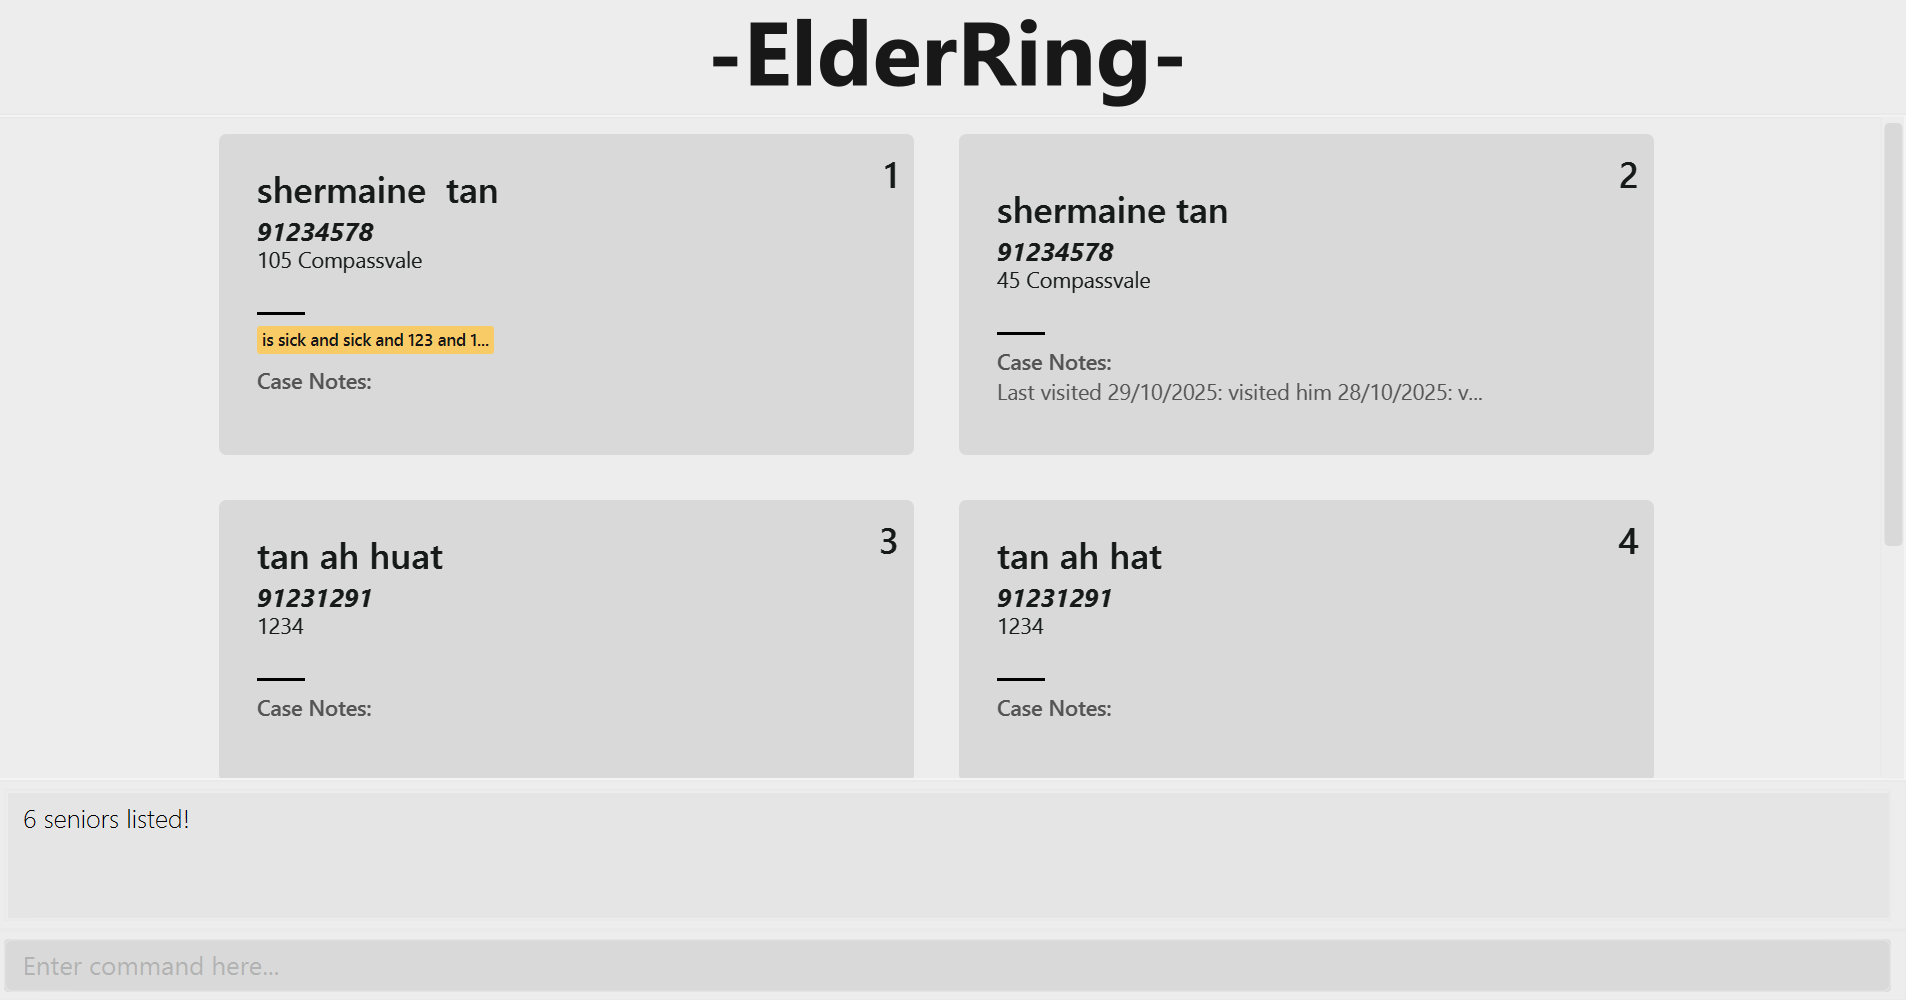 -ElderRing-
1
shermaine  tan
91234578
105 Compassvale
is sick and sick and 123 and 1...
Case Notes:
2
shermaine tan
91234578
45 Compassvale
Case Notes:
Last visited 29/10/2025: visited him 28/10/2025: v...
3
tan ah huat
91231291
1234
Case Notes:
4
tan ah hat
91231291
1234
Case Notes:
6 seniors listed!
Enter command here...